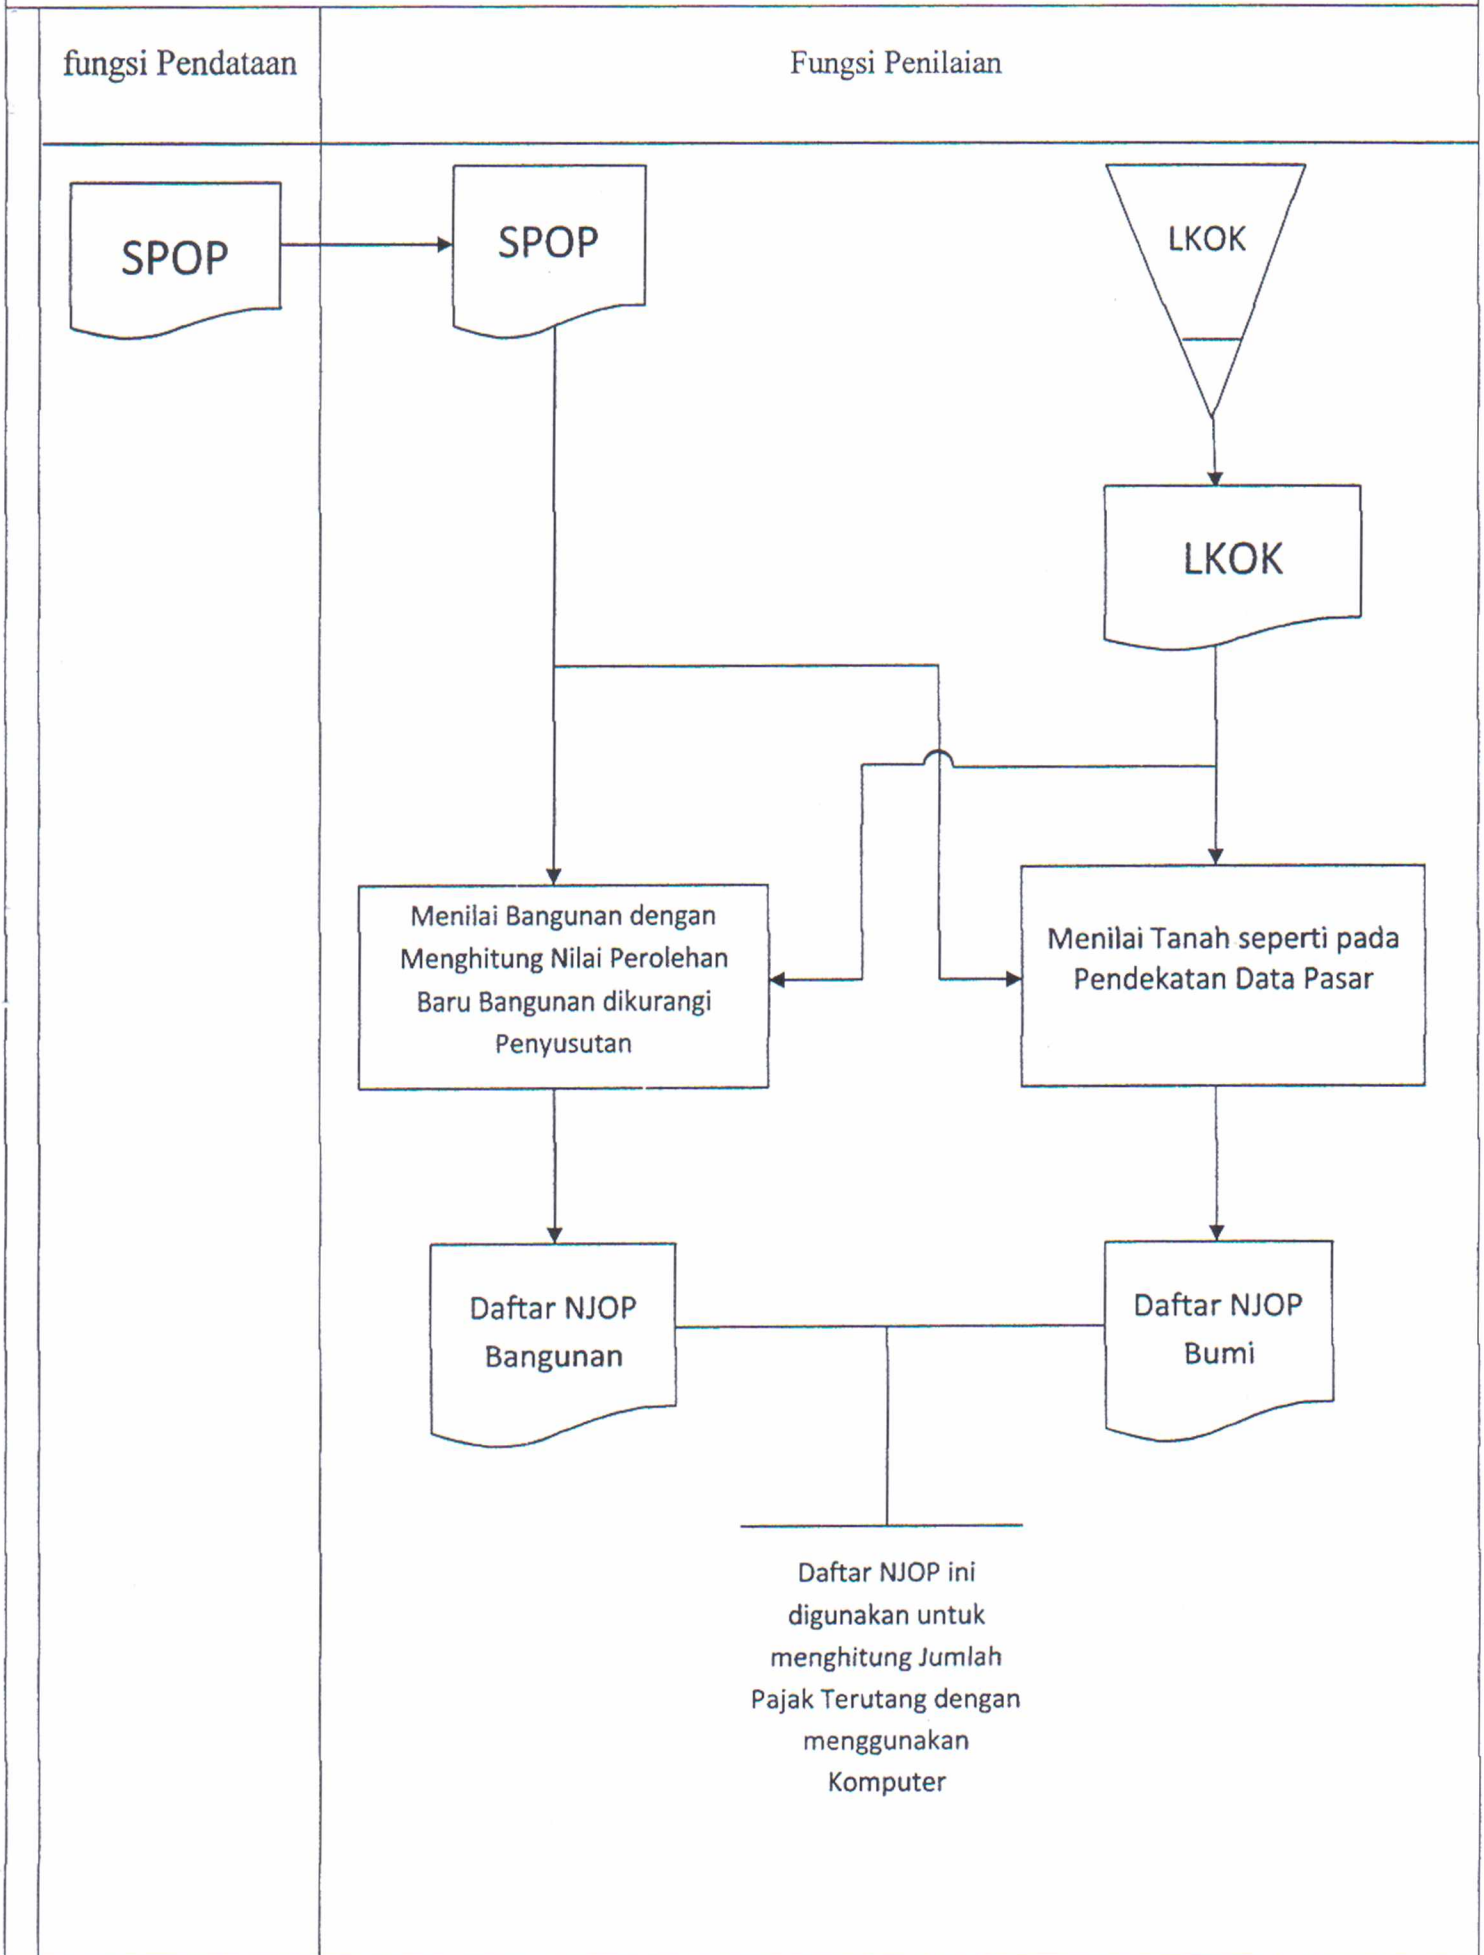 fungsi Pendataan
Fungsi Penilaian
SPOP
SPOP
LKOK
LKOK
Menilai Bangunan dengan
Menghitung Nilai Perolehan
Baru Bangunan dikurangi
Penyusutan
Menilai Tanah seperti pada
Pendekatan Data Pasar
Daftar NJOP
Bangunan
Daftar NJOP
Bumi
Daftar NJOP ini
digunakan untuk
menghitung Jumlah
Pajak Terutang dengan
menggunakan
Komputer